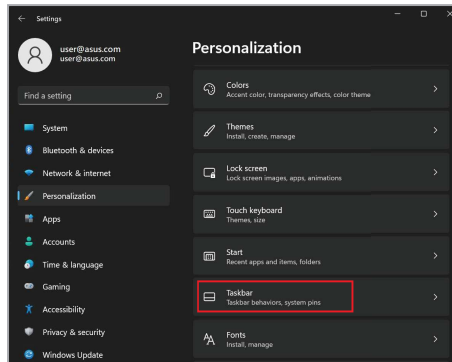 Settings
user@asus.com
user@asus.com
Find a setting
System
Bluetooth & devices
Network & internet
Personalization
Apps
Accounts
Time & language
Gaming
Accessibility
Privacy & security
Windows Update
Personalization
Colors
Accent color, transparency effects, color theme
Themes
Install, create, manage
Lock screen
Lock screen images, apps, animations
Touch keyboard
Themes, size
Start
Recent apps and items, folders
Taskbar
Taskbar behaviors, system pins
Fonts
Install, manage